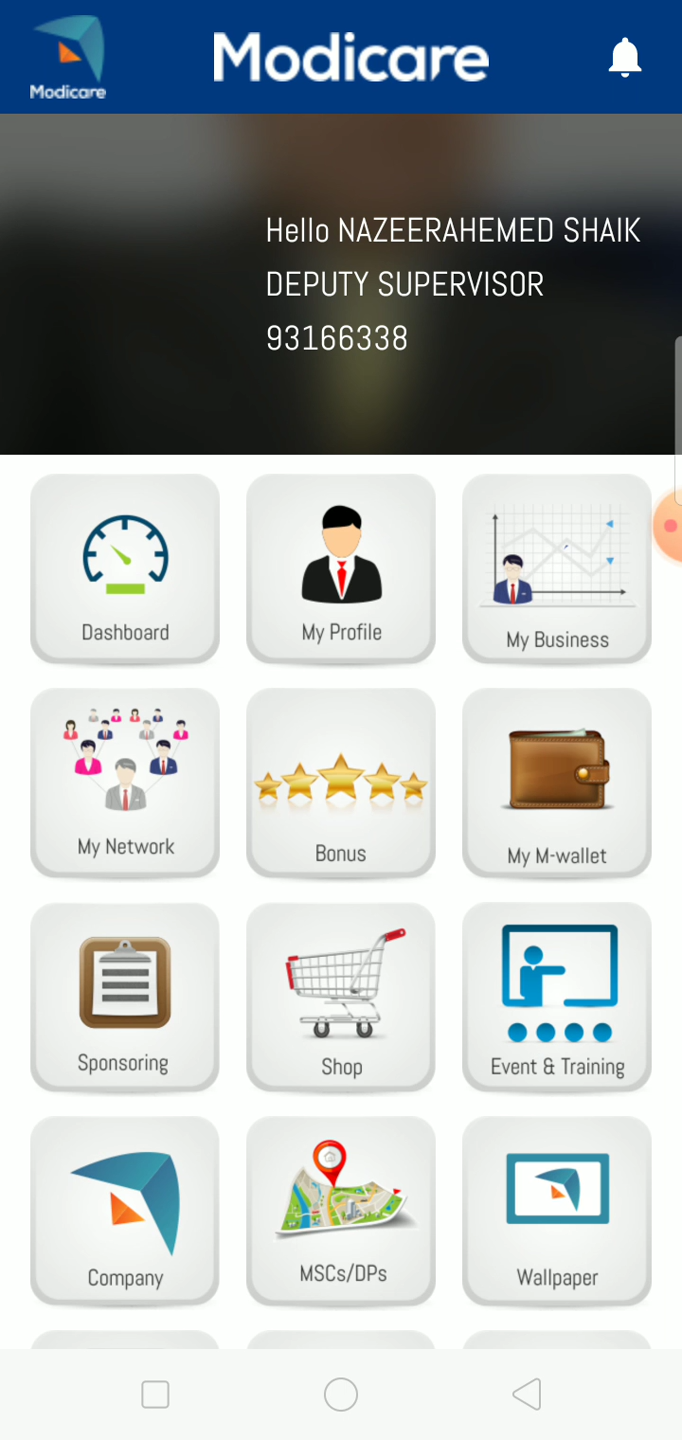 Modicare
Modicare
Hello NAZEERAHEMED SHAIK
DEPUTY SUPERVISOR
93166338
Dashboard
My Profile
My Business
My Network
Bonus
My M-wallet
Sponsoring
Shop
Event & Training
Company
MSCs/DPs
Wallpaper